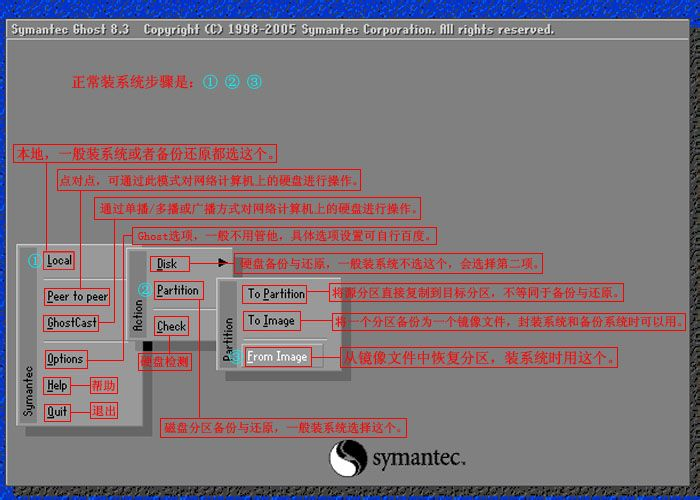 Symantec Ghost 8.3 Copyright (C) 1998-2005 Symantec Corporation. All rights reserved.
正常装系统步骤是：① ② ③
本地，一般装系统或者备份还原都选这个。
点对点，可通过此模式对网络计算机上的硬盘进行操作。
通过单播/多播或广播方式对网络计算机上的硬盘进行操作。
Ghost选项，一般不用管他，具体选项设置可自行百度。
① Local
Peer to peer
GhostCast
Options
Help 帮助
Quit 退出
Symantec
Disk 硬盘备份与还原，一般装系统不选这个，会选择第二项。
② Partition
Check
Action
硬盘检测
To Partition 将源分区直接复制到目标分区，不等同于备份与还原。
To Image 将一个分区备份为一个镜像文件，封装系统和备份系统时可以用。
③ From Image 从镜像文件中恢复分区，装系统时用这个。
Partition
磁盘分区备份与还原，一般装系统选择这个。
symantec.